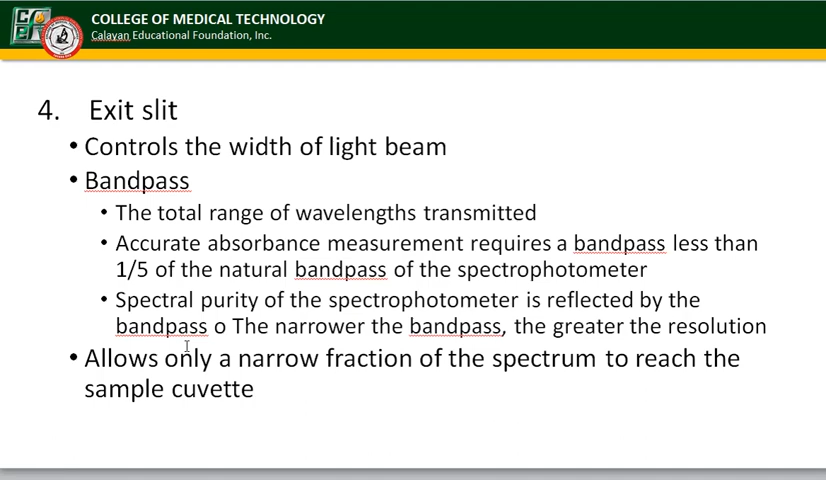 COLLEGE OF MEDICAL TECHNOLOGY
Calayan Educational Foundation, Inc.
4. Exit slit
• Controls the width of light beam
• Bandpass
• The total range of wavelengths transmitted
• Accurate absorbance measurement requires a bandpass less than
1/5 of the natural bandpass of the spectrophotometer
• Spectral purity of the spectrophotometer is reflected by the
bandpass o The narrower the bandpass, the greater the resolution
• Allows only a narrow fraction of the spectrum to reach the
sample cuvette